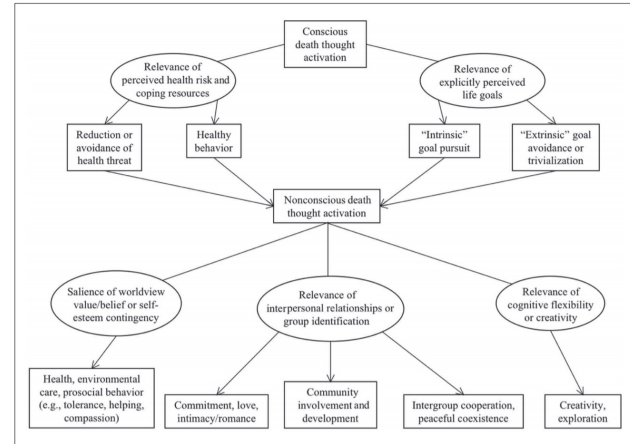 Conscious
death thought
activation
Relevance of
perceived health risk and
coping resources
Relevance of
explicitly perceived
life goals
Reduction or
avoidance of
health threat
Healthy
behavior
“Intrinsic”
goal pursuit
“Extrinsic” goal
avoidance or
trivialization
Nonconscious death
thought activation
Salience of worldview
value/belief or self-
esteem contingency
Relevance of
interpersonal relationships or
group identification
Relevance of
cognitive flexibility
or creativity
Health, environmental
care, prosocial behavior
(e.g., tolerance, helping,
compassion)
Commitment, love,
intimacy/romance
Community
involvement and
development
Intergroup cooperation,
peaceful coexistence
Creativity,
exploration